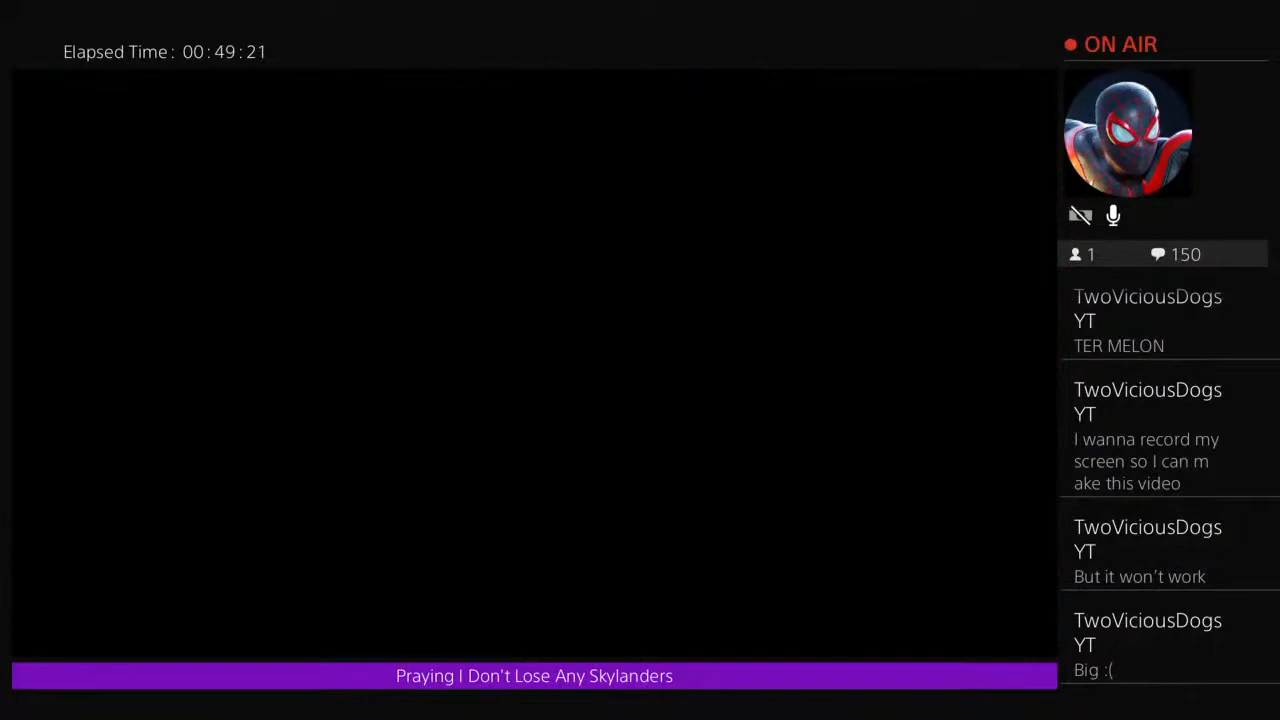 Elapsed Time: 00:49:21
ON AIR
1 150
TwoViciousDogs
YT
TER MELON
TwoViciousDogs
YT
I wanna record my
screen so I can m
ake this video
TwoViciousDogs
YT
But it won't work
TwoViciousDogs
YT
Big :(
Praying I Don't Lose Any Skylanders